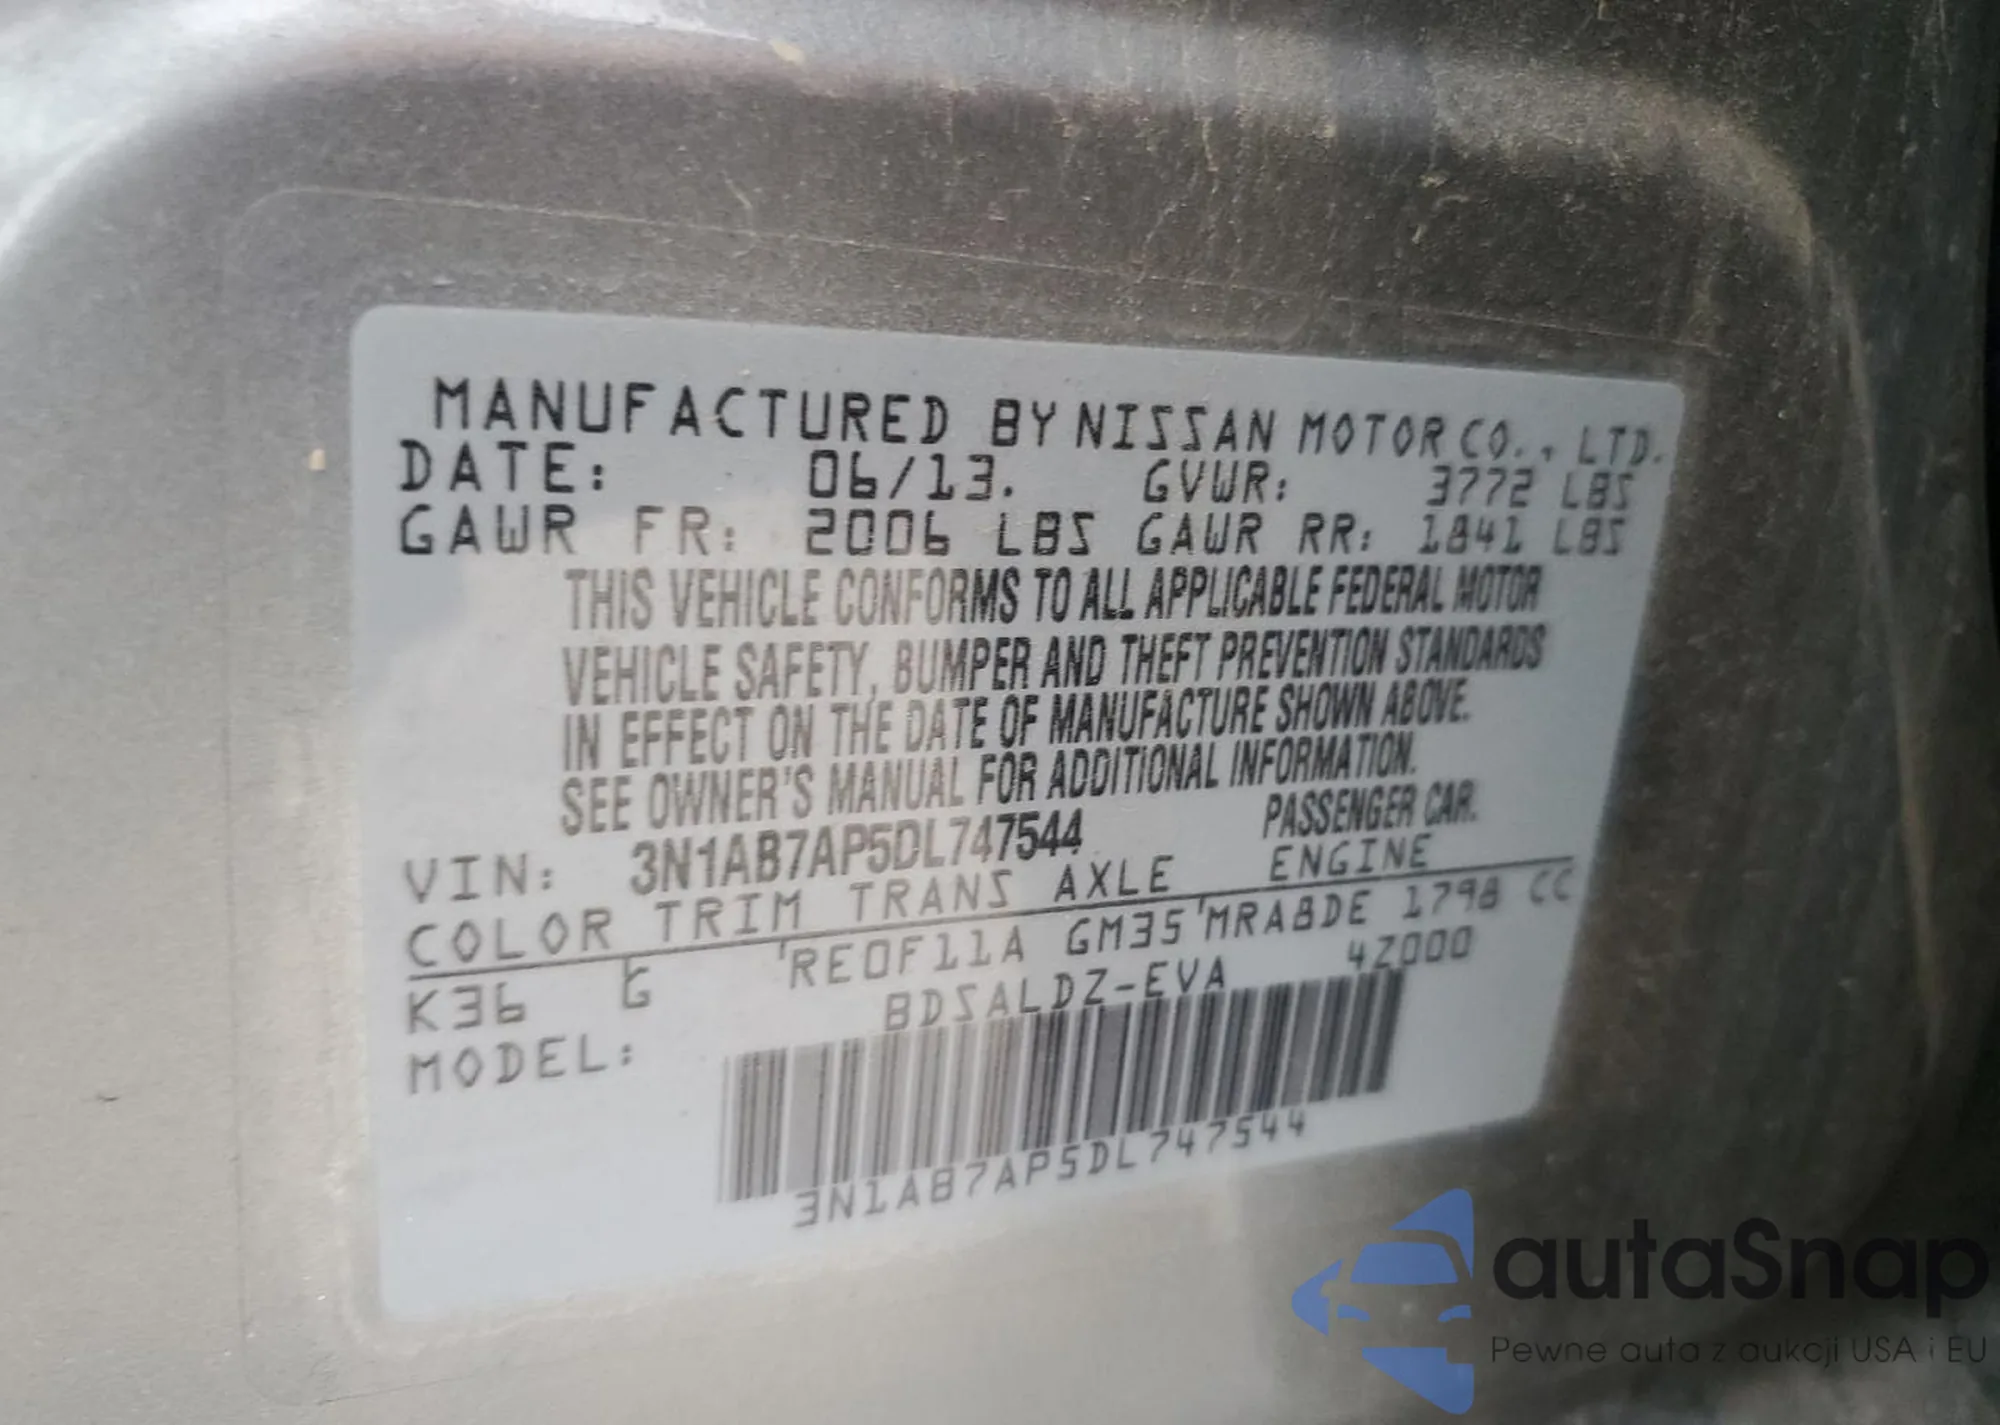 MANUFACTURED BY NISSAN MOTOR CO., LTD.
DATE: 06/13. GVWR: 3772 LBS
GAWR FR: 2006 LBS GAWR RR: 1841 LBS
THIS VEHICLE CONFORMS TO ALL APPLICABLE FEDERAL MOTOR
VEHICLE SAFETY, BUMPER AND THEFT PREVENTION STANDARDS
IN EFFECT ON THE DATE OF MANUFACTURE SHOWN ABOVE.
SEE OWNER'S MANUAL FOR ADDITIONAL INFORMATION.
VIN: 3N1AB7AP5DL747544 PASSENGER CAR.
COLOR TRIM TRANS AXLE ENGINE
K36 G 'RE0F11A GM35'MRA8DE 1798 CC
MODEL: BDSALDZ-EVA 4Z000
3N1AB7AP5DL747544
autaSnap
Pewne auta z aukcji USA i EU